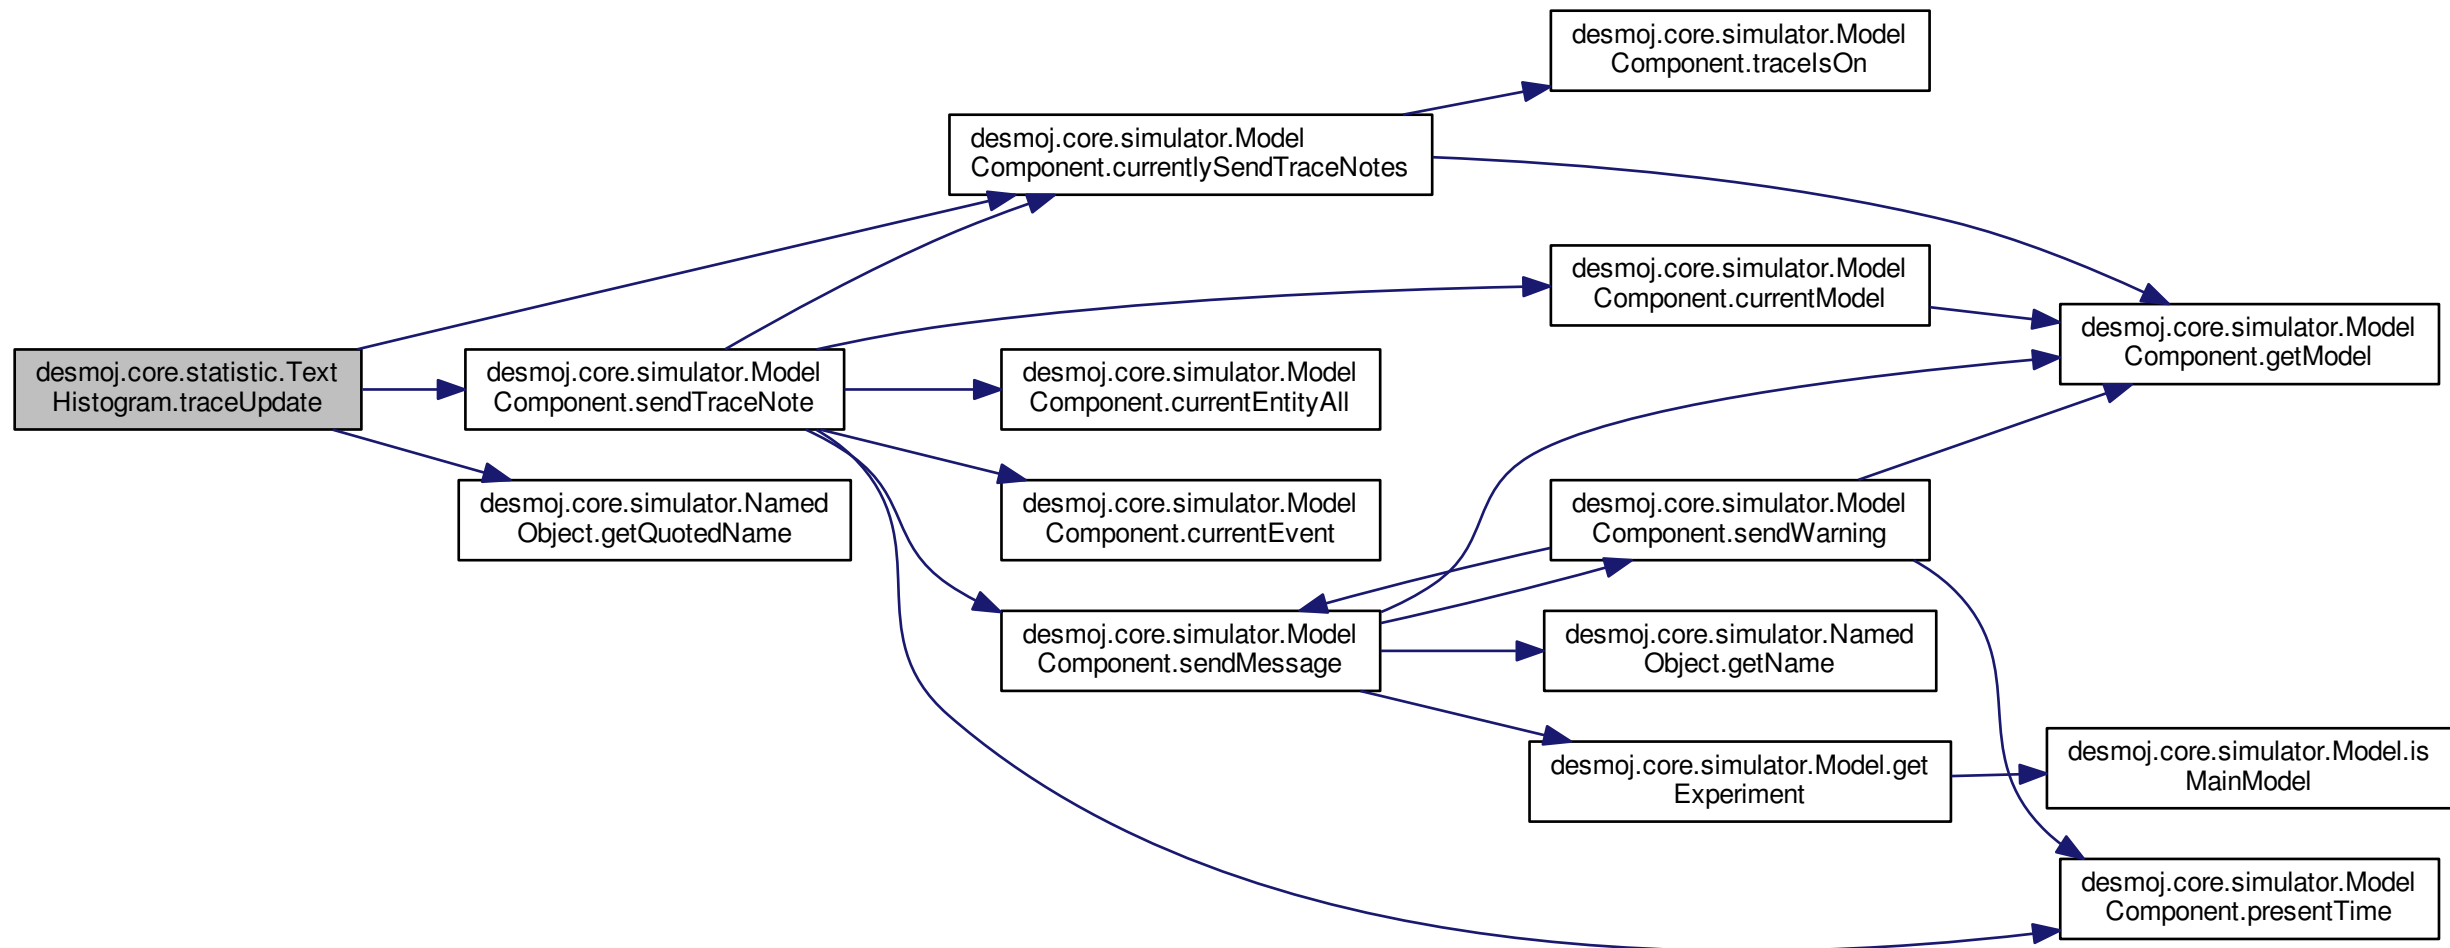 desmoj.core.simulator.Model
Component.traceIsOn
desmoj.core.simulator.Model
Component.currentlySendTraceNotes
desmoj.core.simulator.Model
Component.currentModel
desmoj.core.simulator.Model
Component.getModel
desmoj.core.statistic.Text
Histogram.traceUpdate
desmoj.core.simulator.Model
Component.sendTraceNote
desmoj.core.simulator.Model
Component.currentEntityAll
desmoj.core.simulator.Named
Object.getQuotedName
desmoj.core.simulator.Model
Component.currentEvent
desmoj.core.simulator.Model
Component.sendWarning
desmoj.core.simulator.Model
Component.sendMessage
desmoj.core.simulator.Named
Object.getName
desmoj.core.simulator.Model.get
Experiment
desmoj.core.simulator.Model.is
MainModel
desmoj.core.simulator.Model
Component.presentTime